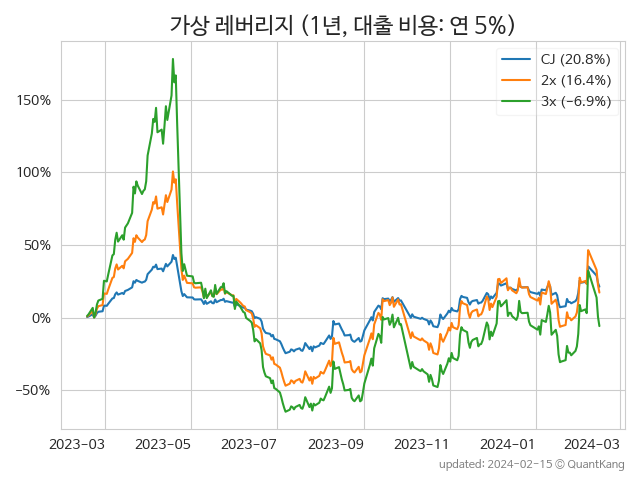 가상 레버리지 (1년, 대출 비용: 연 5%)
CJ (20.8%)
2x (16.4%)
3x (−6.9%)
150%
100%
50%
0%
−50%
2023-03 2023-05 2023-07 2023-09 2023-11 2024-01 2024-03
updated: 2024-02-15 © QuantKang